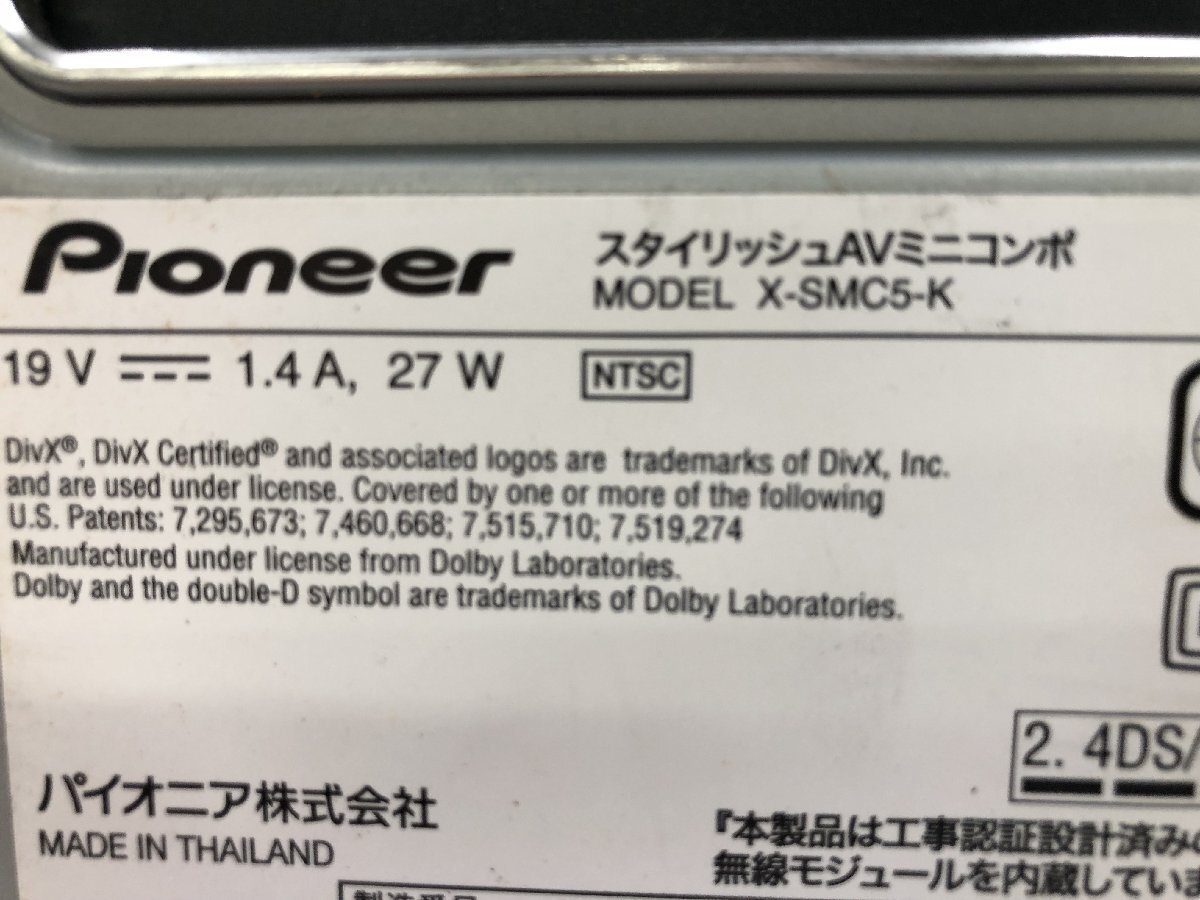 Pioneer
スタイリッシュAVミニコンポ
MODEL X-SMC5-K
19 V ⎓ 1.4 A, 27 W NTSC
DivX®, DivX Certified® and associated logos are trademarks of DivX, Inc.
and are used under license. Covered by one or more of the following
U.S. Patents: 7,295,673; 7,460,668; 7,515,710; 7,519,274
Manufactured under license from Dolby Laboratories.
Dolby and the double-D symbol are trademarks of Dolby Laboratories.
2.4DS/
パイオニア株式会社
MADE IN THAILAND
『本製品は工事認証設計済みの
無線モジュールを内蔵していま
製造番号